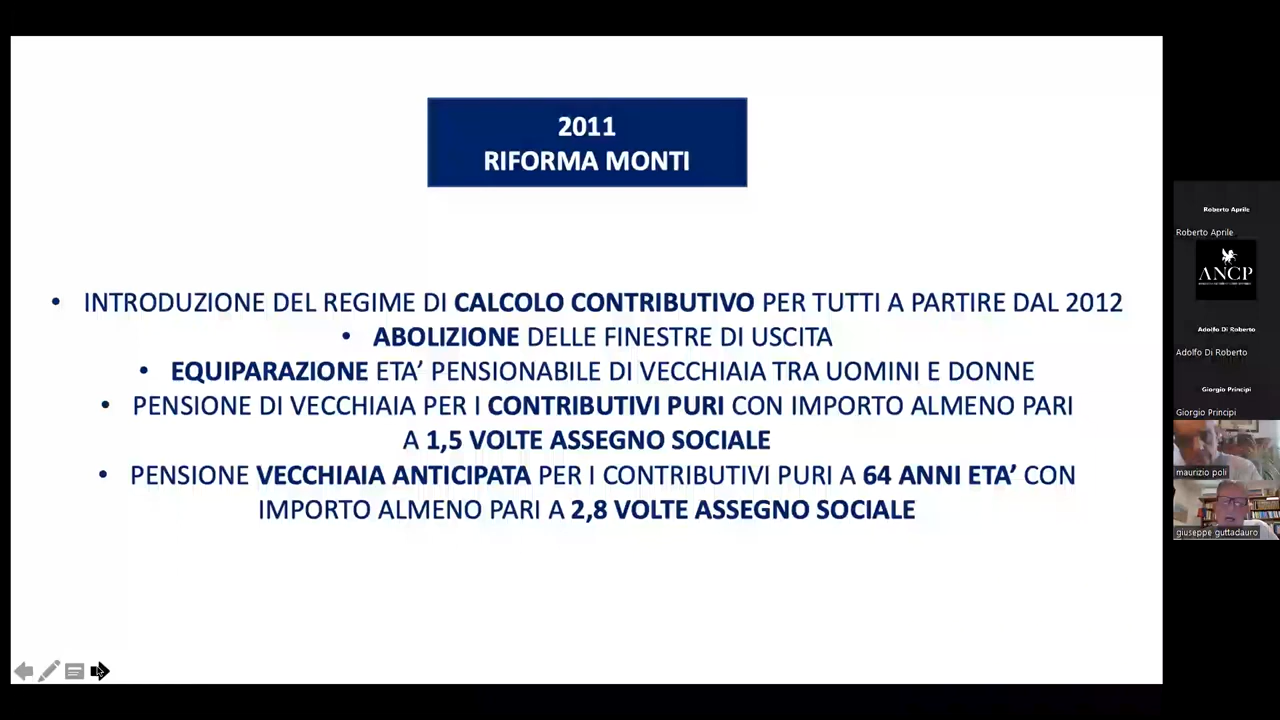 2011
RIFORMA MONTI
• INTRODUZIONE DEL REGIME DI CALCOLO CONTRIBUTIVO PER TUTTI A PARTIRE DAL 2012
• ABOLIZIONE DELLE FINESTRE DI USCITA
• EQUIPARAZIONE ETA’ PENSIONABILE DI VECCHIAIA TRA UOMINI E DONNE
• PENSIONE DI VECCHIAIA PER I CONTRIBUTIVI PURI CON IMPORTO ALMENO PARI
A 1,5 VOLTE ASSEGNO SOCIALE
• PENSIONE VECCHIAIA ANTICIPATA PER I CONTRIBUTIVI PURI A 64 ANNI ETA’ CON
IMPORTO ALMENO PARI A 2,8 VOLTE ASSEGNO SOCIALE
Roberto Aprile
Roberto Aprile
ANCP
Adolfo Di Roberto
Adolfo Di Roberto
Giorgio Principi
Giorgio Principi
maurizio poli
giuseppe guttadauro